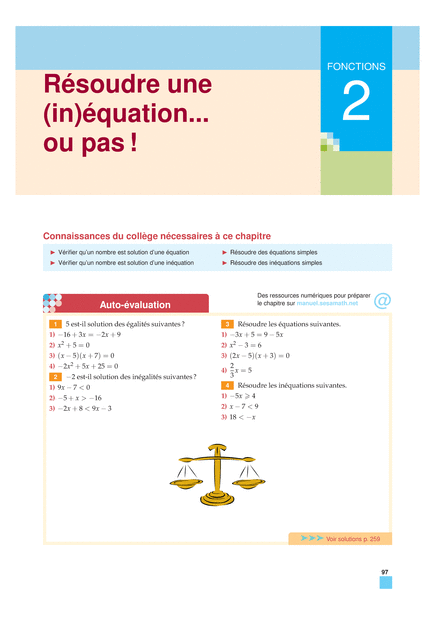 FONCTIONS
2
Résoudre une
(in)équation...
ou pas !
Connaissances du collège nécessaires à ce chapitre
▶ Vérifier qu'un nombre est solution d'une équation
▶ Vérifier qu'un nombre est solution d'une inéquation
▶ Résoudre des équations simples
▶ Résoudre des inéquations simples
Auto-évaluation
Des ressources numériques pour préparer
le chapitre sur manuel.sesamath.net
@
1 5 est-il solution des égalités suivantes ?
1) −16 + 3x = −2x + 9
2) x² + 5 = 0
3) (x − 5)(x + 7) = 0
4) −2x² + 5x + 25 = 0
2 −2 est-il solution des inégalités suivantes ?
1) 9x − 7 < 0
2) −5 + x > −16
3) −2x + 8 < 9x − 3
3 Résoudre les équations suivantes.
1) −3x + 5 = 9 − 5x
2) x² − 3 = 6
3) (2x − 5)(x + 3) = 0
4) 2/3 x = 5
4 Résoudre les inéquations suivantes.
1) −5x ⩾ 4
2) x − 7 < 9
3) 18 < −x
Voir solutions p. 259
97